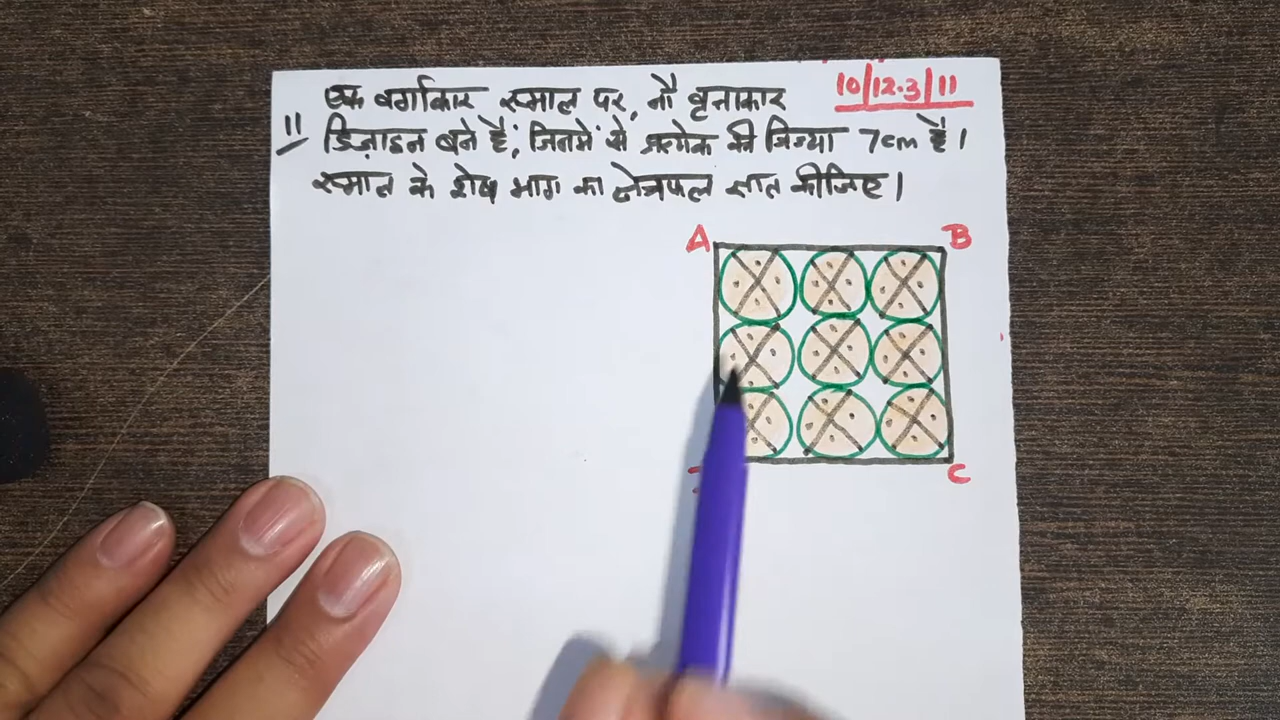 एक वर्गाकार रूमाल पर, नौ वृत्ताकार
10/12.3/11
11 डिज़ाइन बने हैं, जिनमें से प्रत्येक की त्रिज्या 7cm है।
रूमाल के शेष भाग का क्षेत्रफल ज्ञात कीजिए।
A
B
C